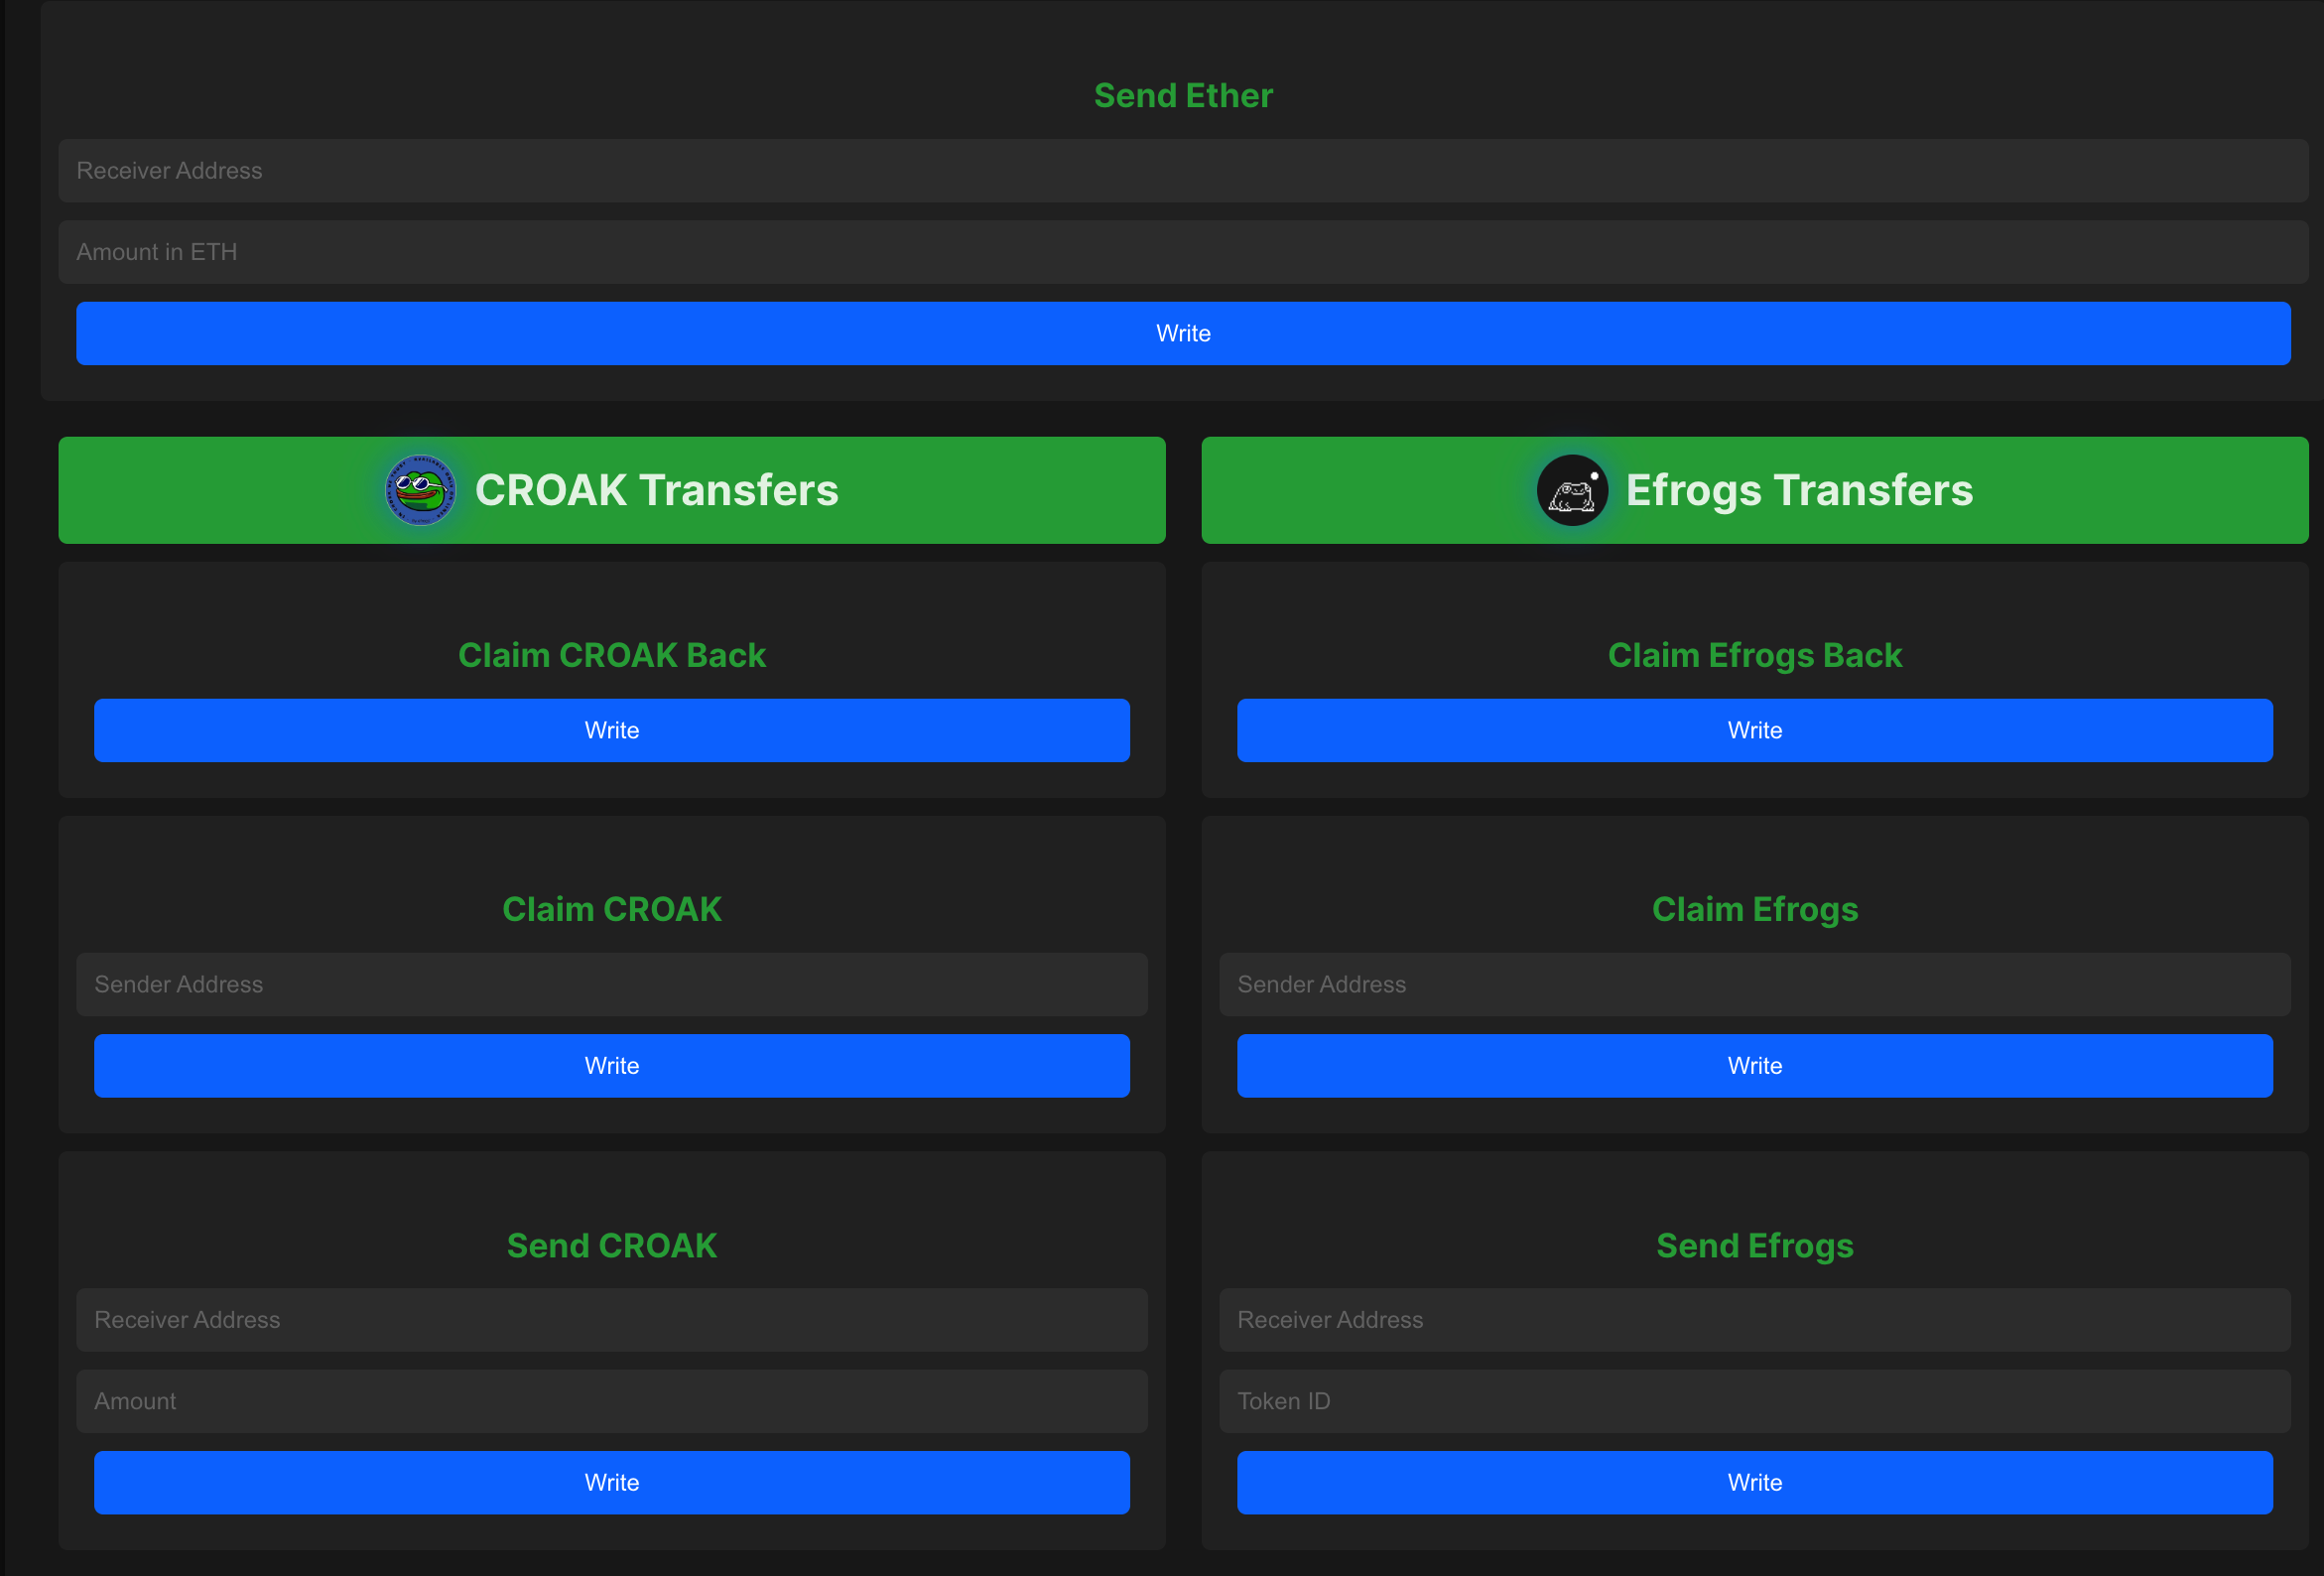 Send Ether
Receiver Address
Amount in ETH
Write
CROAK Transfers
Claim CROAK Back
Write
Claim CROAK
Sender Address
Write
Send CROAK
Receiver Address
Amount
Write
Efrogs Transfers
Claim Efrogs Back
Write
Claim Efrogs
Sender Address
Write
Send Efrogs
Receiver Address
Token ID
Write